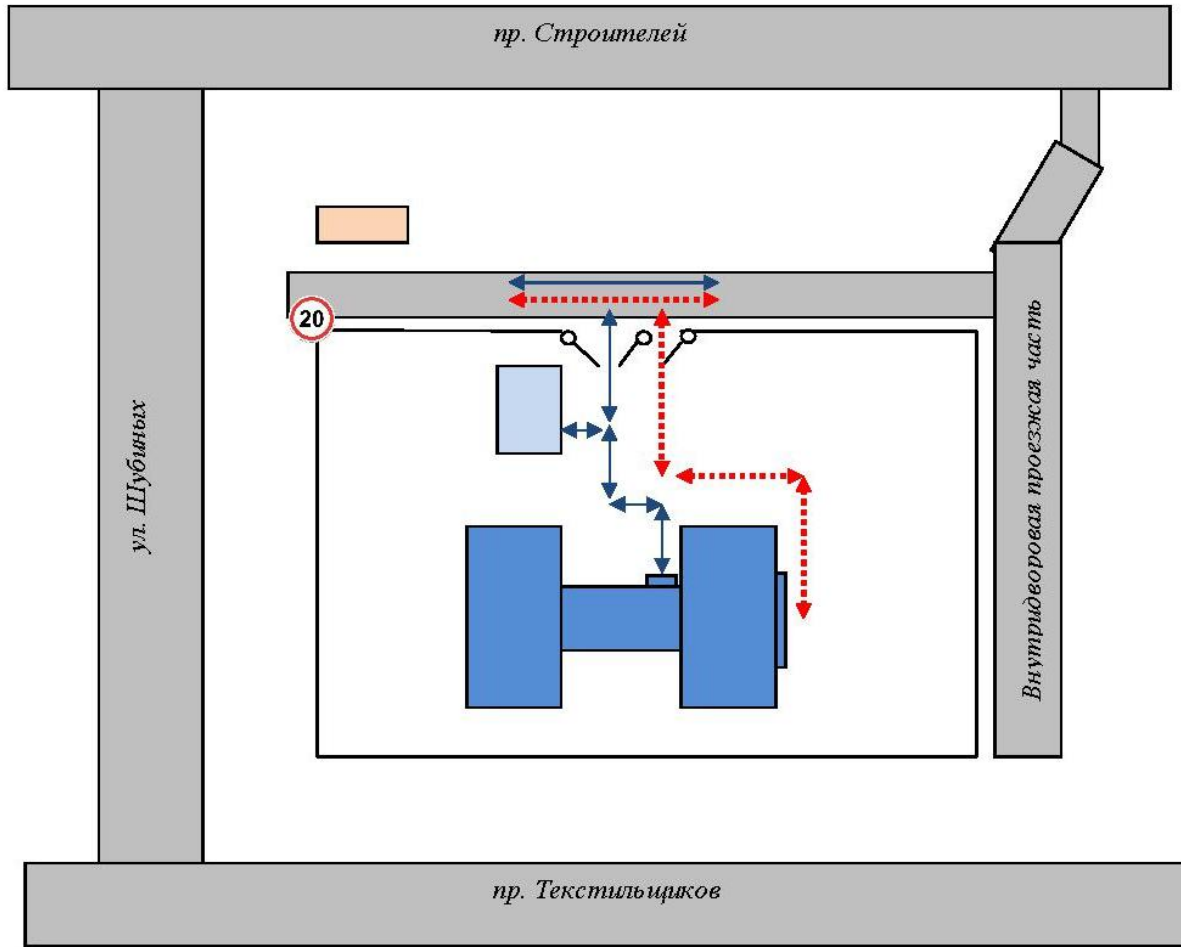 пр. Строителей
20
ул. Шубиных
Внутридворовая проезжая часть
пр. Текстильщиков